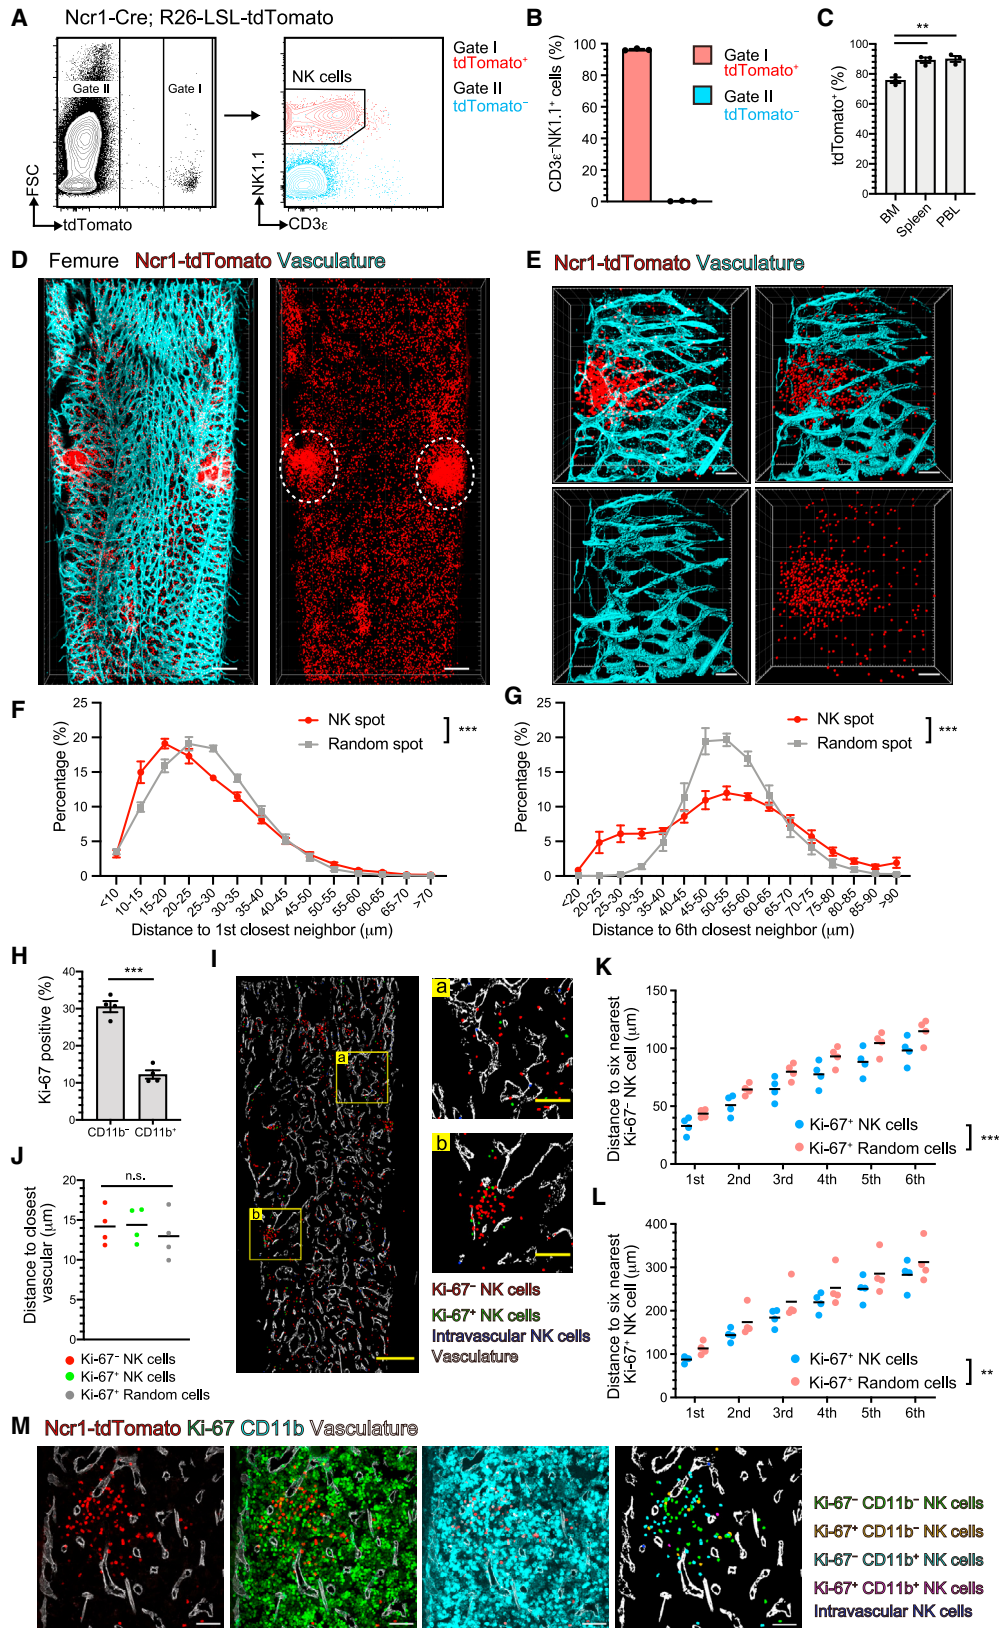 A
Ncr1-Cre; R26-LSL-tdTomato
Gate II
Gate I
FSC
tdTomato
NK cells
NK1.1
CD3ε
Gate I
tdTomato⁺
Gate II
tdTomato⁻
B
CD3ε⁻NK1.1⁺ cells (%)
100
80
60
40
20
0
Gate I
tdTomato⁺
Gate II
tdTomato⁻
C
**
tdTomato⁺ (%)
100
80
60
40
20
0
BM
Spleen
PBL
D
Femure
Ncr1-tdTomato Vasculature
E
Ncr1-tdTomato Vasculature
F
Percentage (%)
25
20
15
10
5
0
NK spot
Random spot
***
<10
10-15
15-20
20-25
25-30
30-35
35-40
40-45
45-50
50-55
55-60
60-65
65-70
>70
Distance to 1st closest neighbor (μm)
G
Percentage (%)
25
20
15
10
5
0
NK spot
Random spot
***
<20
20-25
25-30
30-35
35-40
40-45
45-50
50-55
55-60
60-65
65-70
70-75
75-80
80-85
85-90
>90
Distance to 6th closest neighbor (μm)
H
Ki-67 positive (%)
40
30
20
10
0
***
CD11b⁻
CD11b⁺
I
a
b
a
b
Ki-67⁻ NK cells
Ki-67⁺ NK cells
Intravascular NK cells
Vasculature
J
Distance to closest
vascular (μm)
20
15
10
5
0
n.s.
Ki-67⁻ NK cells
Ki-67⁺ NK cells
Ki-67⁺ Random cells
K
Distance to six nearest
Ki-67⁻ NK cell (μm)
150
100
50
0
Ki-67⁺ NK cells
Ki-67⁺ Random cells
***
1st
2nd
3rd
4th
5th
6th
L
Distance to six nearest
Ki-67⁺ NK cell (μm)
400
300
200
100
0
Ki-67⁺ NK cells
Ki-67⁺ Random cells
**
1st
2nd
3rd
4th
5th
6th
M
Ncr1-tdTomato Ki-67 CD11b Vasculature
Ki-67⁻ CD11b⁻ NK cells
Ki-67⁺ CD11b⁻ NK cells
Ki-67⁻ CD11b⁺ NK cells
Ki-67⁺ CD11b⁺ NK cells
Intravascular NK cells